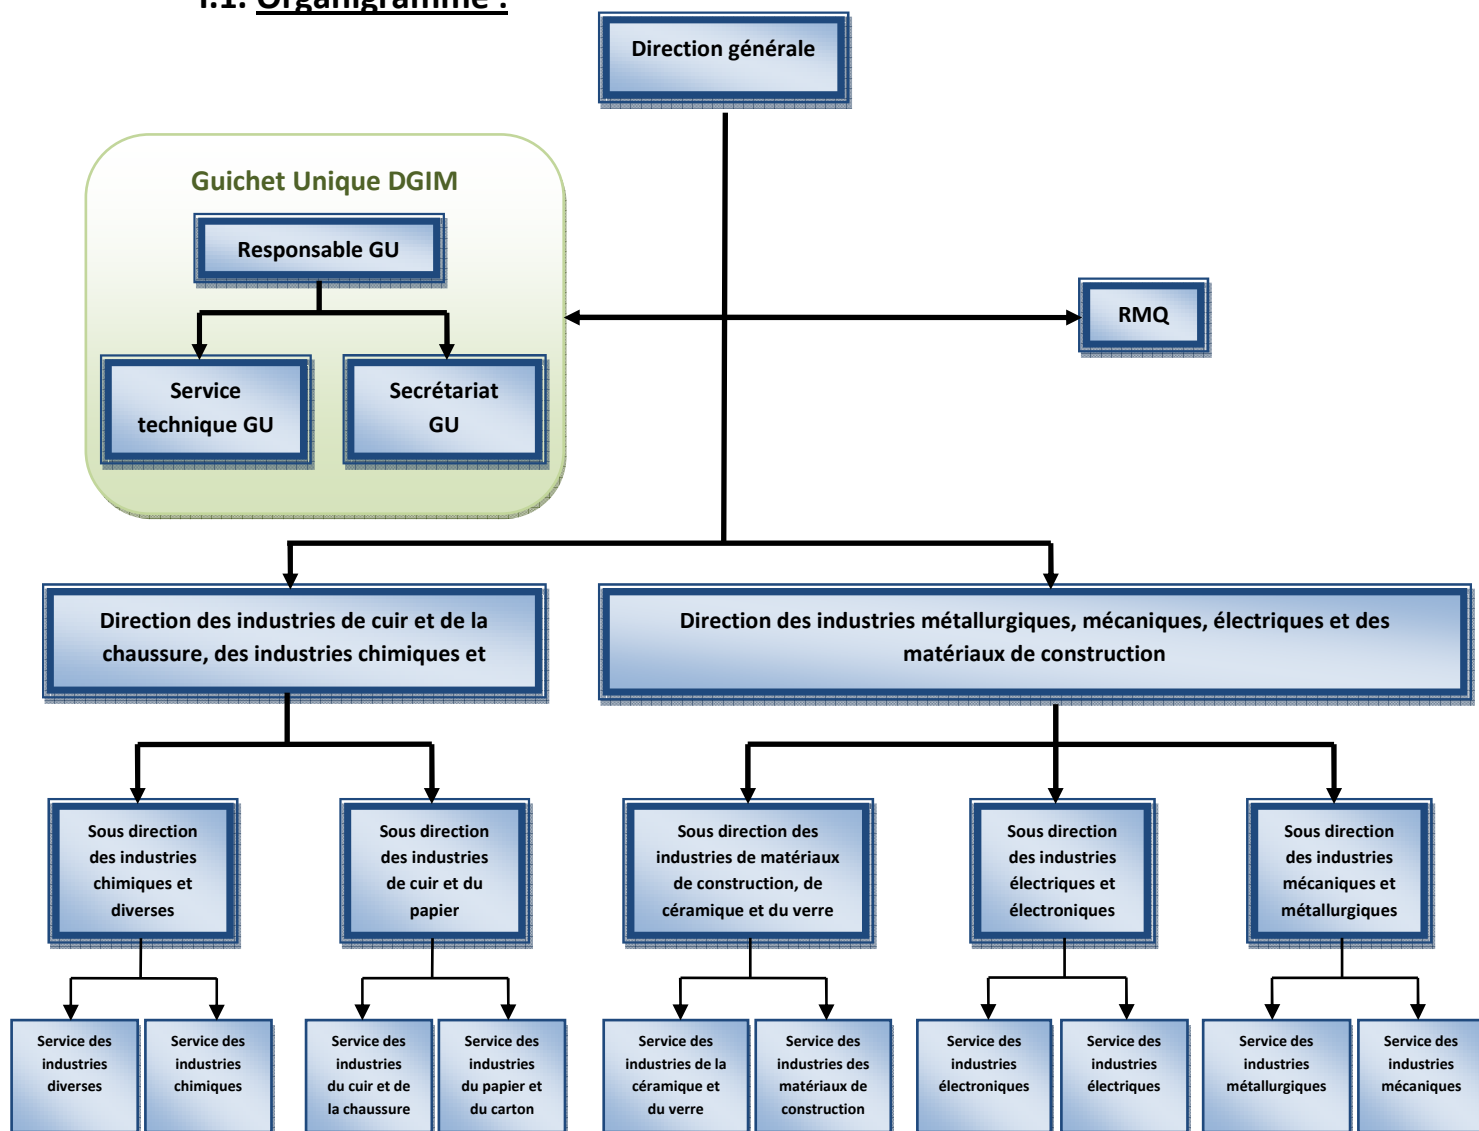 I.1. Organigramme :
Direction générale
Guichet Unique DGIM
Responsable GU
RMQ
Service
technique GU
Secrétariat
GU
Direction des industries de cuir et de la
chaussure, des industries chimiques et
Direction des industries métallurgiques, mécaniques, électriques et des
matériaux de construction
Sous direction
des industries
chimiques et
diverses
Sous direction
des industries
de cuir et du
papier
Sous direction des
industries de matériaux
de construction, de
céramique et du verre
Sous direction
des industries
électriques et
électroniques
Sous direction
des industries
mécaniques et
métallurgiques
Service des
industries
diverses
Service des
industries
chimiques
Service des
industries
du cuir et de
la chaussure
Service des
industries
du papier et
du carton
Service des
industries de la
céramique et
du verre
Service des
industries des
matériaux de
construction
Service des
industries
électroniques
Service des
industries
électriques
Service des
industries
métallurgiques
Service des
industries
mécaniques